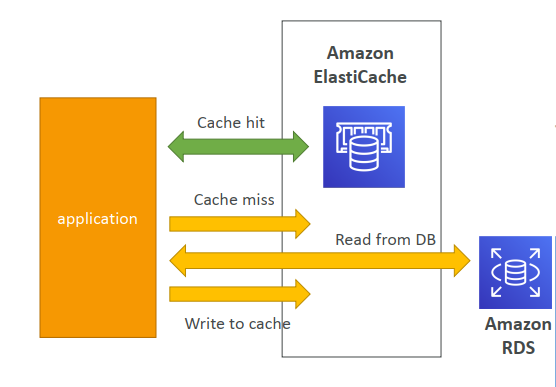 Amazon
ElastiCache
Cache hit
Cache miss
application
Read from DB
Write to cache
Amazon
RDS